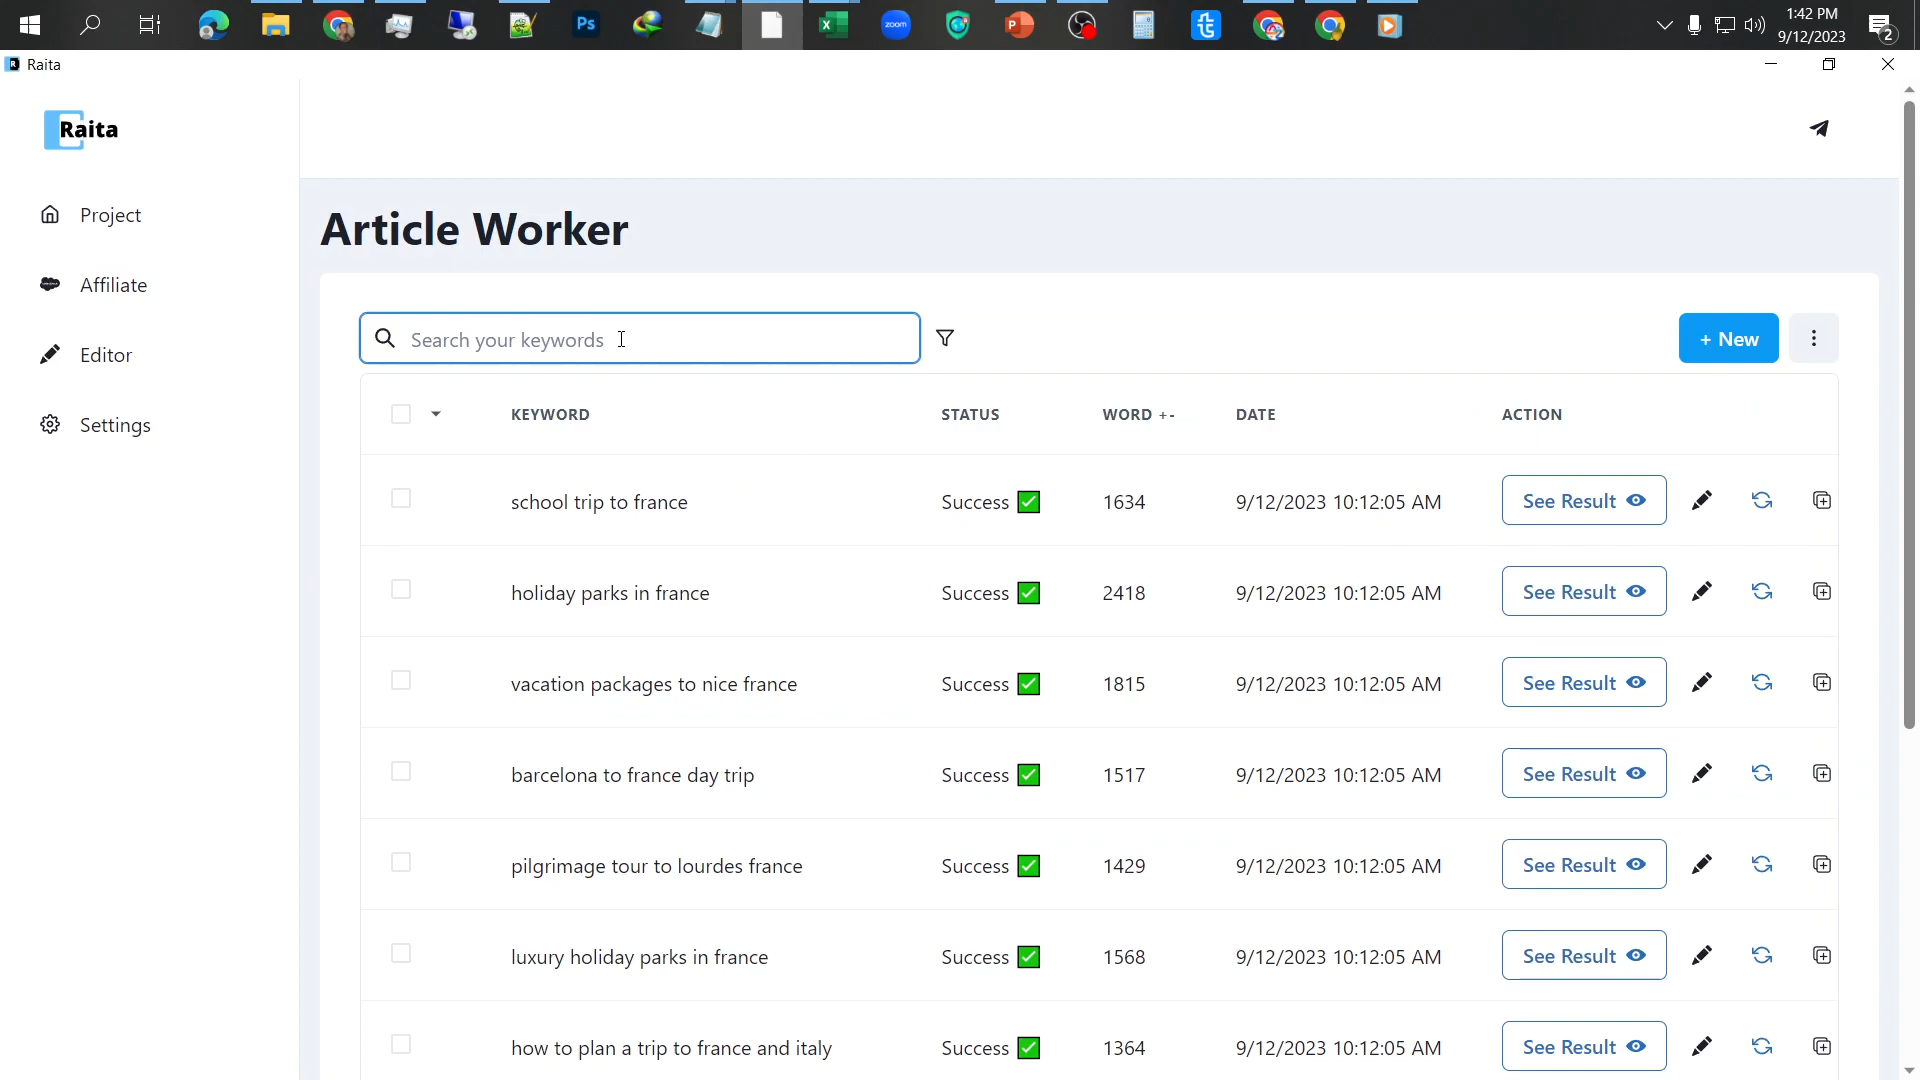 Ps
zoom
1:42 PM
9/12/2023
2
Raita
Raita
Project
Affiliate
Editor
Settings
Article Worker
Search your keywords
+ New
KEYWORD STATUS WORD +- DATE ACTION
school trip to france Success 1634 9/12/2023 10:12:05 AM See Result
holiday parks in france Success 2418 9/12/2023 10:12:05 AM See Result
vacation packages to nice france Success 1815 9/12/2023 10:12:05 AM See Result
barcelona to france day trip Success 1517 9/12/2023 10:12:05 AM See Result
pilgrimage tour to lourdes france Success 1429 9/12/2023 10:12:05 AM See Result
luxury holiday parks in france Success 1568 9/12/2023 10:12:05 AM See Result
how to plan a trip to france and italy Success 1364 9/12/2023 10:12:05 AM See Result